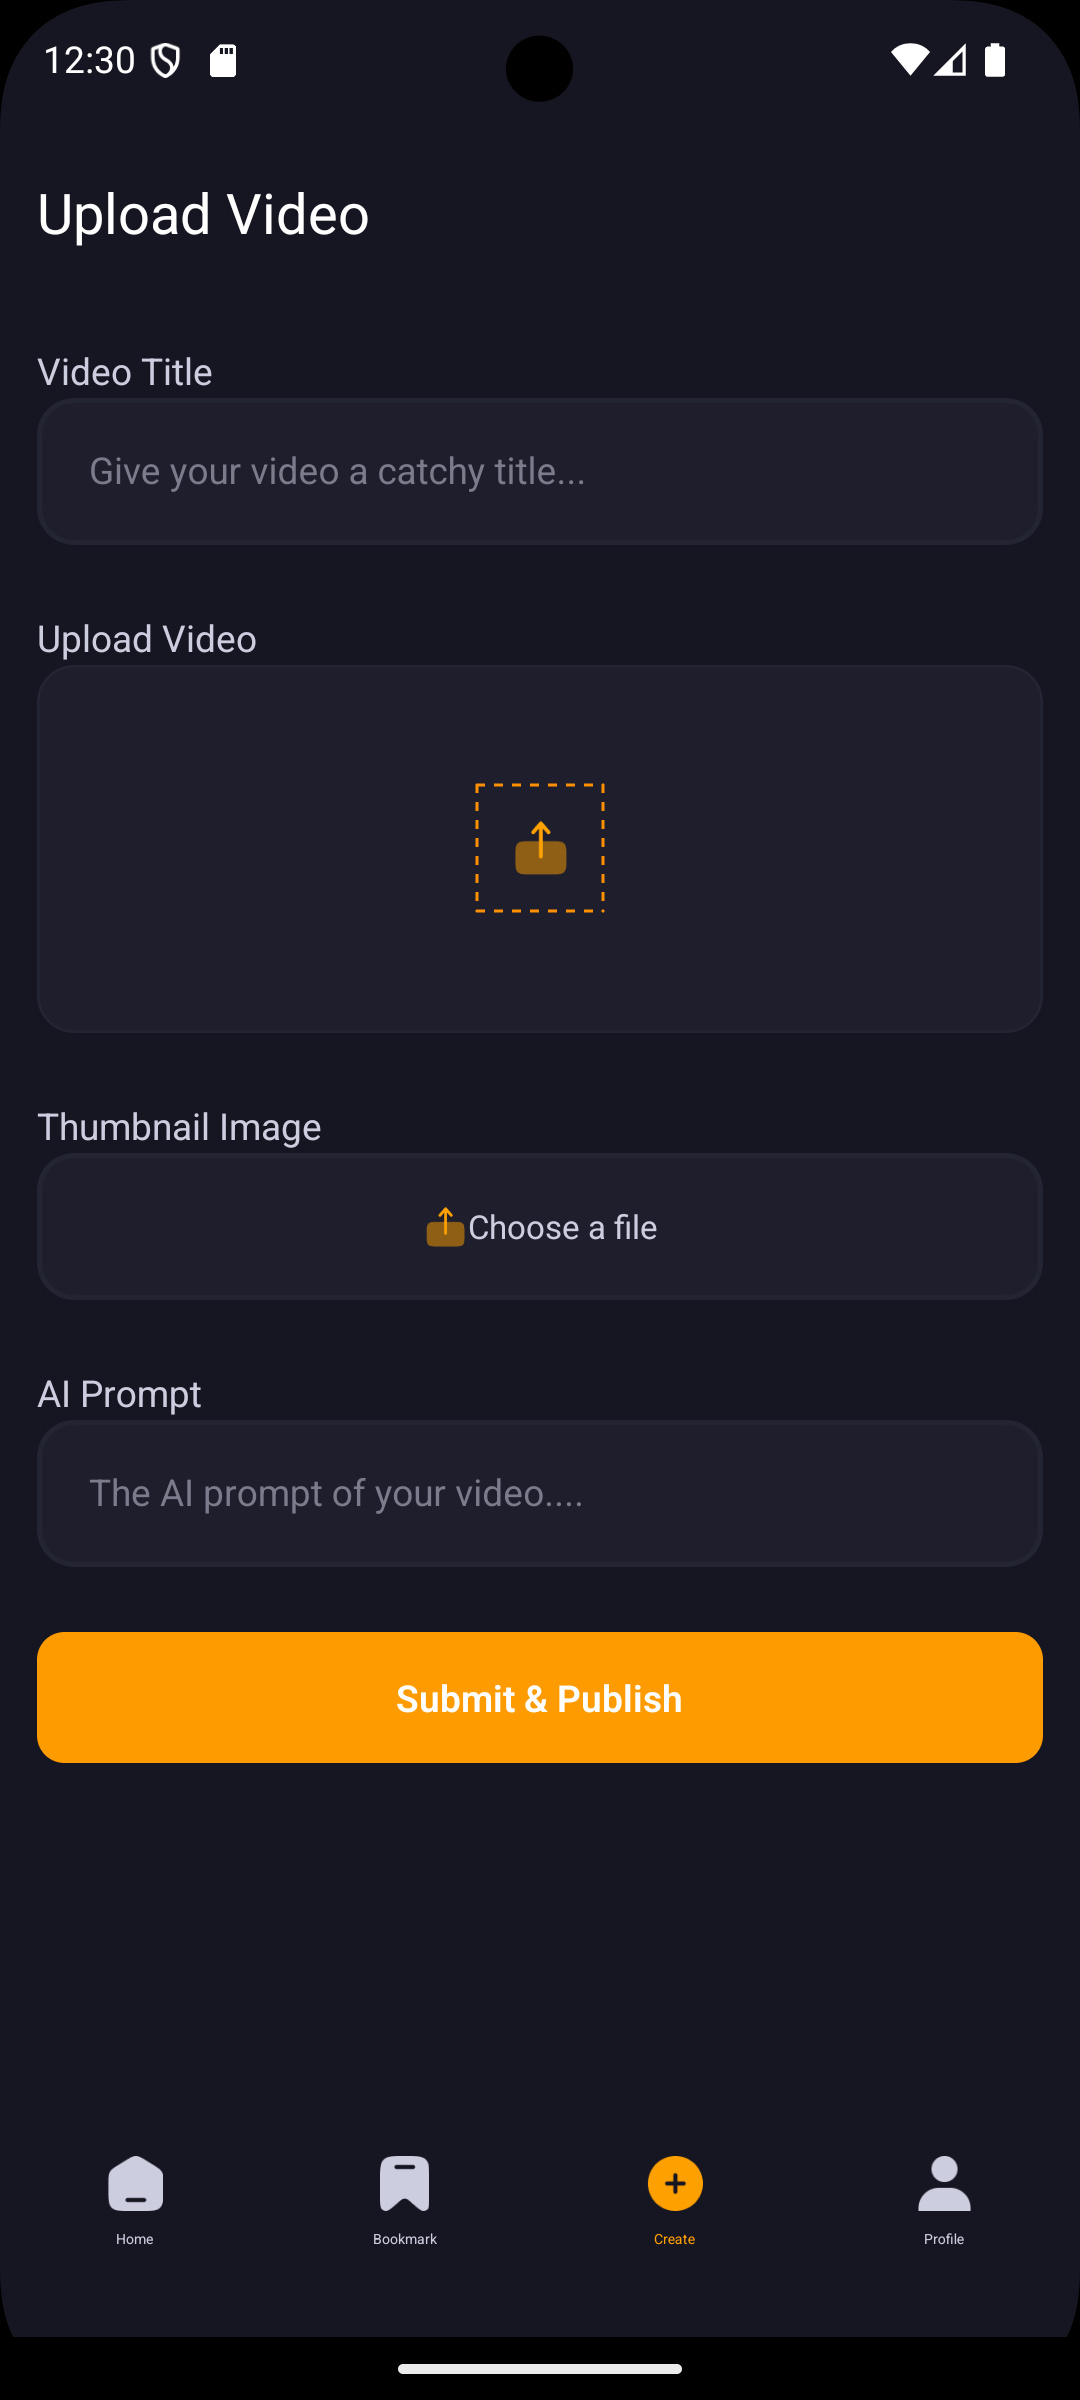 12:30
Upload Video
Video Title
Give your video a catchy title...
Upload Video
Thumbnail Image
Choose a file
AI Prompt
The AI prompt of your video....
Submit & Publish
Home
Bookmark
Create
Profile